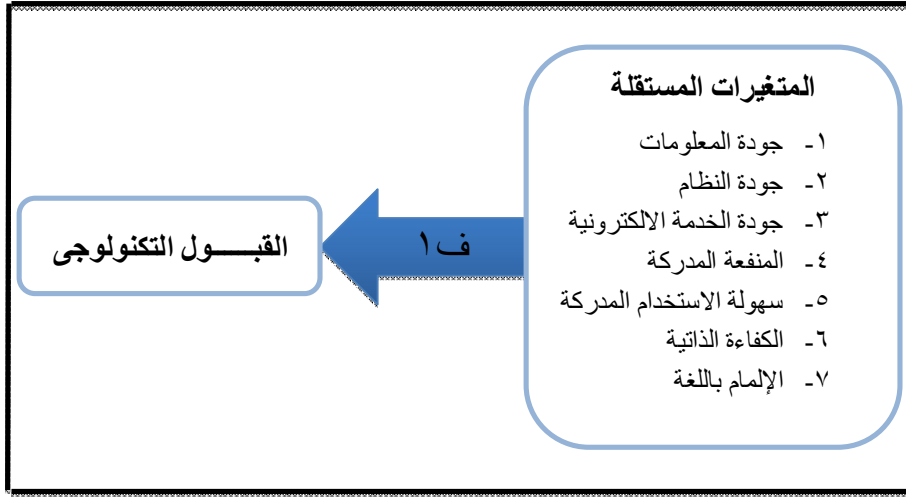 المتغيرات المستقلة
١- جودة المعلومات
٢- جودة النظام
٣- جودة الخدمة الالكترونية
٤- المنفعة المدركة
٥- سهولة الاستخدام المدركة
٦- الكفاءة الذاتية
٧- الإلمام باللغة
ف١
القبـــــول التكنولوجى